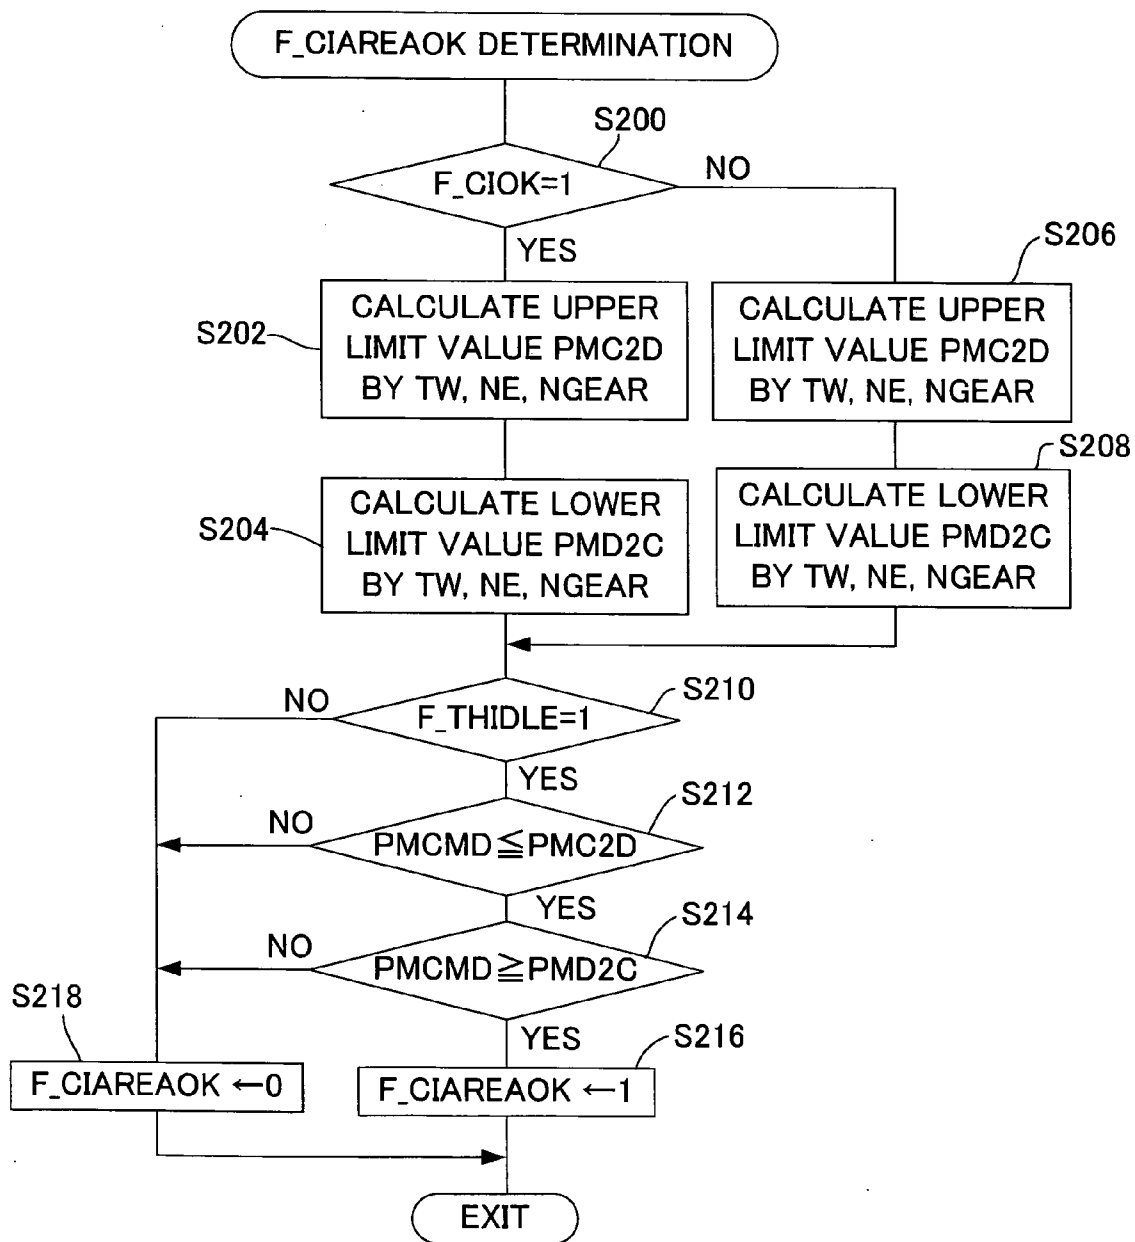 F_CIAREAOK DETERMINATION
S200
F_CIOK=1
NO
YES
S206
S202
CALCULATE UPPER
LIMIT VALUE PMC2D
BY TW, NE, NGEAR
CALCULATE UPPER
LIMIT VALUE PMC2D
BY TW, NE, NGEAR
S208
S204
CALCULATE LOWER
LIMIT VALUE PMD2C
BY TW, NE, NGEAR
CALCULATE LOWER
LIMIT VALUE PMD2C
BY TW, NE, NGEAR
S210
NO
F_THIDLE=1
YES
S212
NO
PMCMD≦PMC2D
YES
S214
NO
PMCMD≧PMD2C
S218
YES
S216
F_CIAREAOK ←0
F_CIAREAOK ←1
EXIT